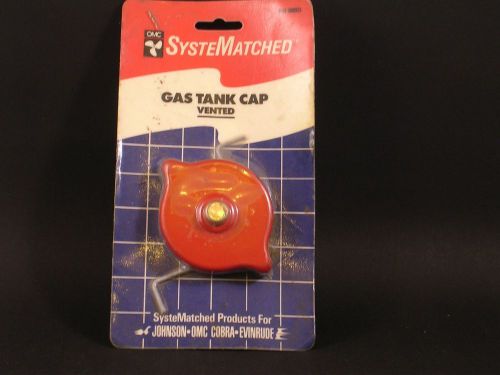 OMC
SYSTEMATCHED
GAS TANK CAP
VENTED
SysteMatched Products For
JOHNSON•OMC COBRA•EVINRUDE